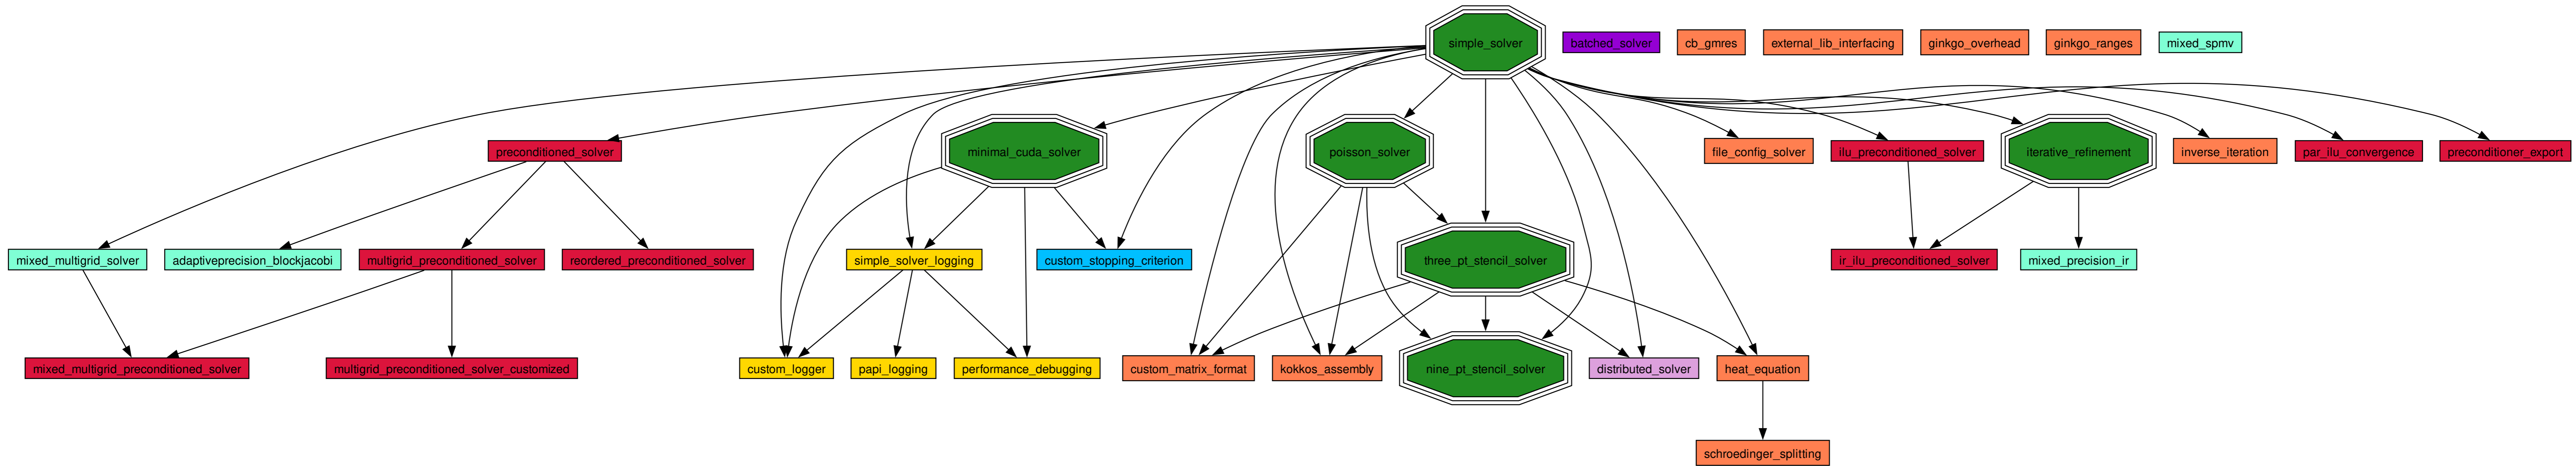 simple_solver
batched_solver
cb_gmres
external_lib_interfacing
ginkgo_overhead
ginkgo_ranges
mixed_spmv
preconditioned_solver
minimal_cuda_solver
poisson_solver
file_config_solver
ilu_preconditioned_solver
iterative_refinement
inverse_iteration
par_ilu_convergence
preconditioner_export
mixed_multigrid_solver
adaptiveprecision_blockjacobi
multigrid_preconditioned_solver
reordered_preconditioned_solver
simple_solver_logging
custom_stopping_criterion
three_pt_stencil_solver
ir_ilu_preconditioned_solver
mixed_precision_ir
mixed_multigrid_preconditioned_solver
multigrid_preconditioned_solver_customized
custom_logger
papi_logging
performance_debugging
custom_matrix_format
kokkos_assembly
nine_pt_stencil_solver
distributed_solver
heat_equation
schroedinger_splitting